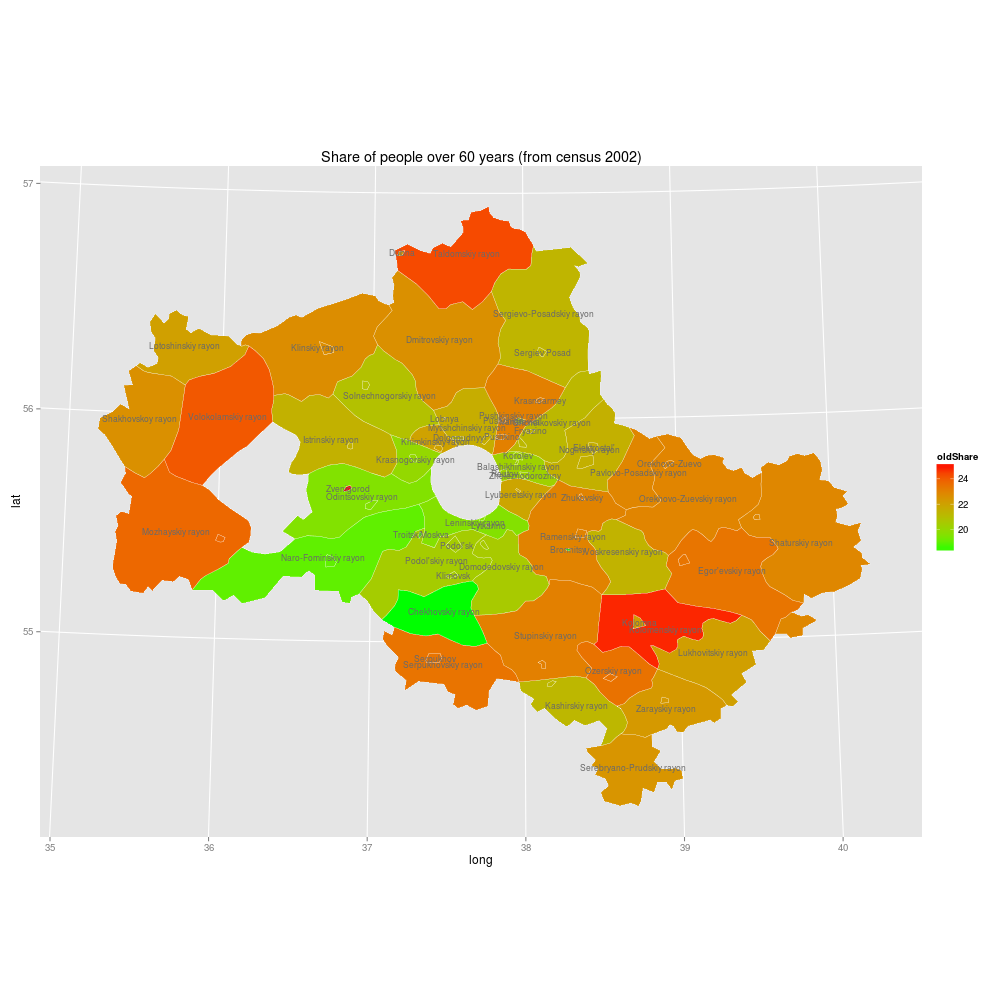 Share of people over 60 years (from census 2002)
57
56
55
lat
35
36
37
38
39
40
long
oldShare
24
22
20
Sergievo-Posadskiy rayon
Dmitrovskiy rayon
Lotoshinskiy rayon
Klinskiy rayon
Sergiev Posad
Solnechnogorskiy rayon
Krasnoarmey
Shakhovskoy rayon
Volokolamskiy rayon
Lobnya
Pushkinskiy rayon
Mytishchinskiy rayon
Fryazino
Istrinskiy rayon
Khimkinskiy rayon
Dolgoprudnyy
Noginskiy rayon
Elektrostal'
Korolev
Krasnogorskiy rayon
Balashikhinskiy rayon
Zheleznodorozhny
Orekhovo-Zuevo
Pavlovo-Posadskiy rayon
Zvenigorod
Odintsovskiy rayon
Lyuberetskiy rayon
Zhukovskiy
Orekhovo-Zuevskiy rayon
Leninskiy rayon
Mozhayskiy rayon
Troitsk
Moskva
Ramenskiy rayon
Shaturskiy rayon
Podol'sk
Bronnitsy
Voskresenskiy rayon
Naro-Fominskiy rayon
Podol'skiy rayon
Domodedovskiy rayon
Egor'evskiy rayon
Klimovsk
Chekhovskiy rayon
Stupinskiy rayon
Lukhovitskiy rayon
Serpukhov
Serpukhovskiy rayon
Ozerskiy rayon
Kashirskiy rayon
Zarayskiy rayon
Serebryano-Prudskiy rayon